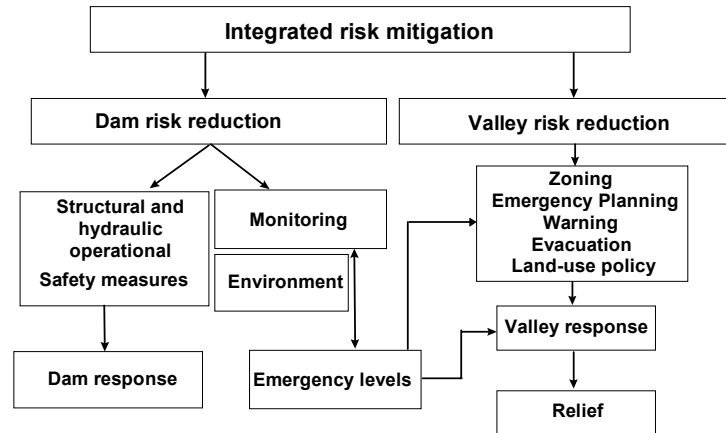 Integrated risk mitigation
Dam risk reduction
Valley risk reduction
Structural and
hydraulic
operational
Safety measures
Monitoring
Environment
Zoning
Emergency Planning
Warning
Evacuation
Land-use policy
Dam response
Emergency levels
Valley response
Relief